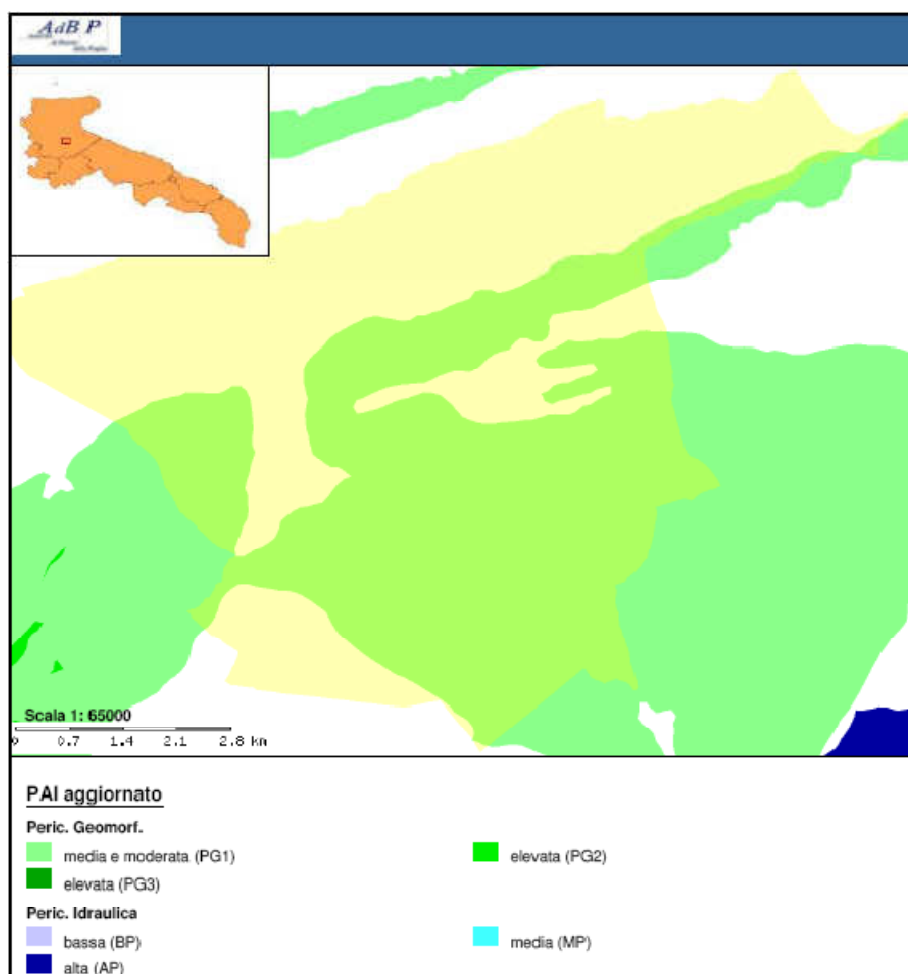 AdB P
Scala 1: 65000
0 0.7 1.4 2.1 2.8 km
PAI aggiornato
Peric. Geomorf.
media e moderata (PG1)
elevata (PG2)
elevata (PG3)
Peric. Idraulica
bassa (BP)
media (MP)
alta (AP)